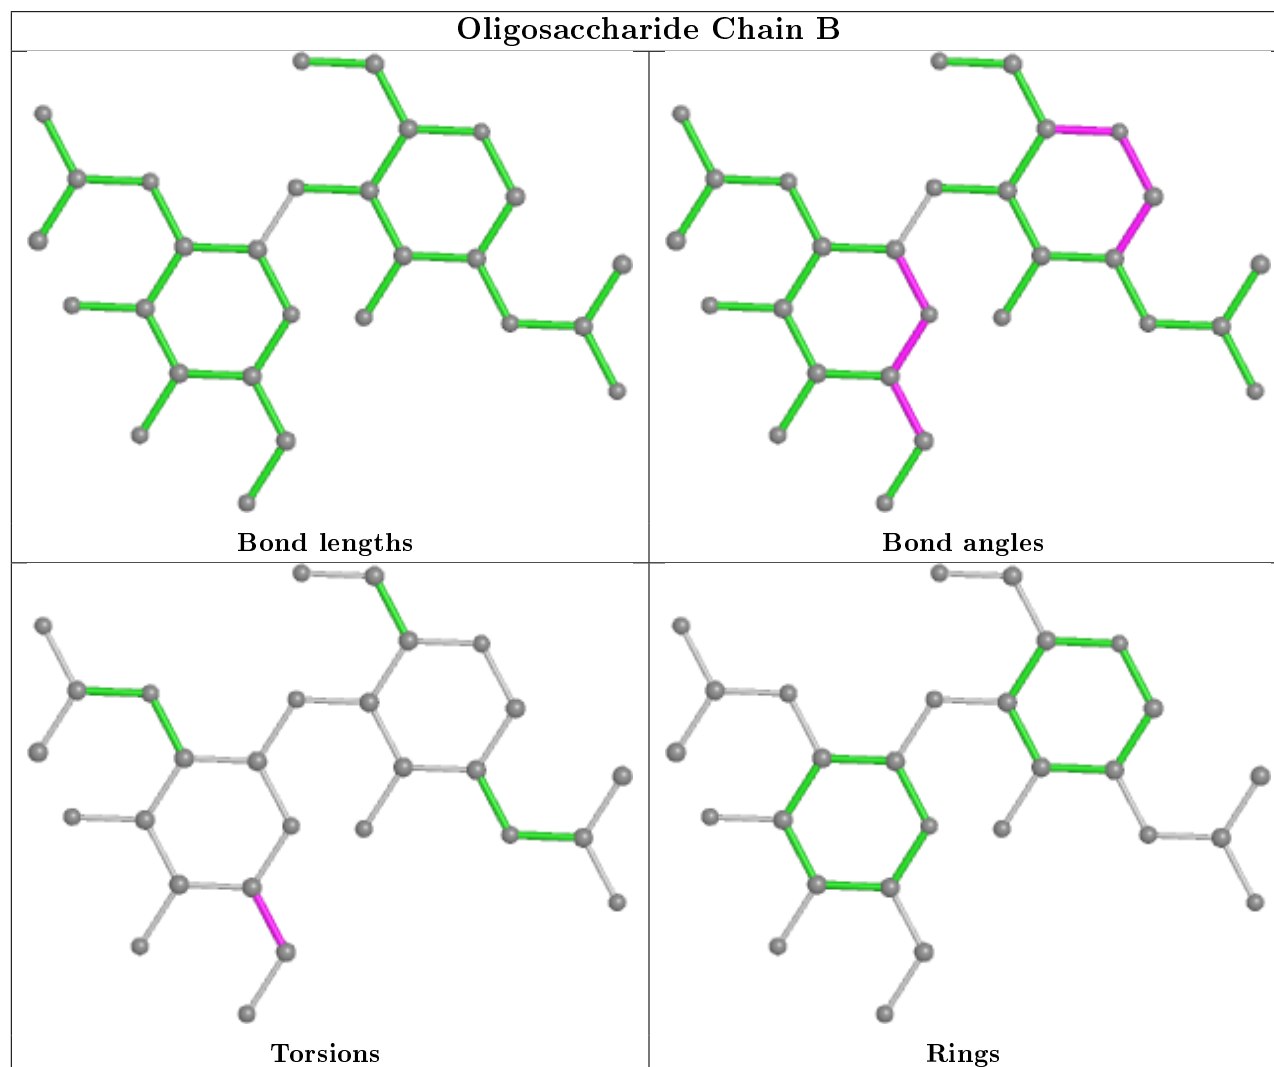 Oligosaccharide Chain B
Bond lengths
Bond angles
Torsions
Rings